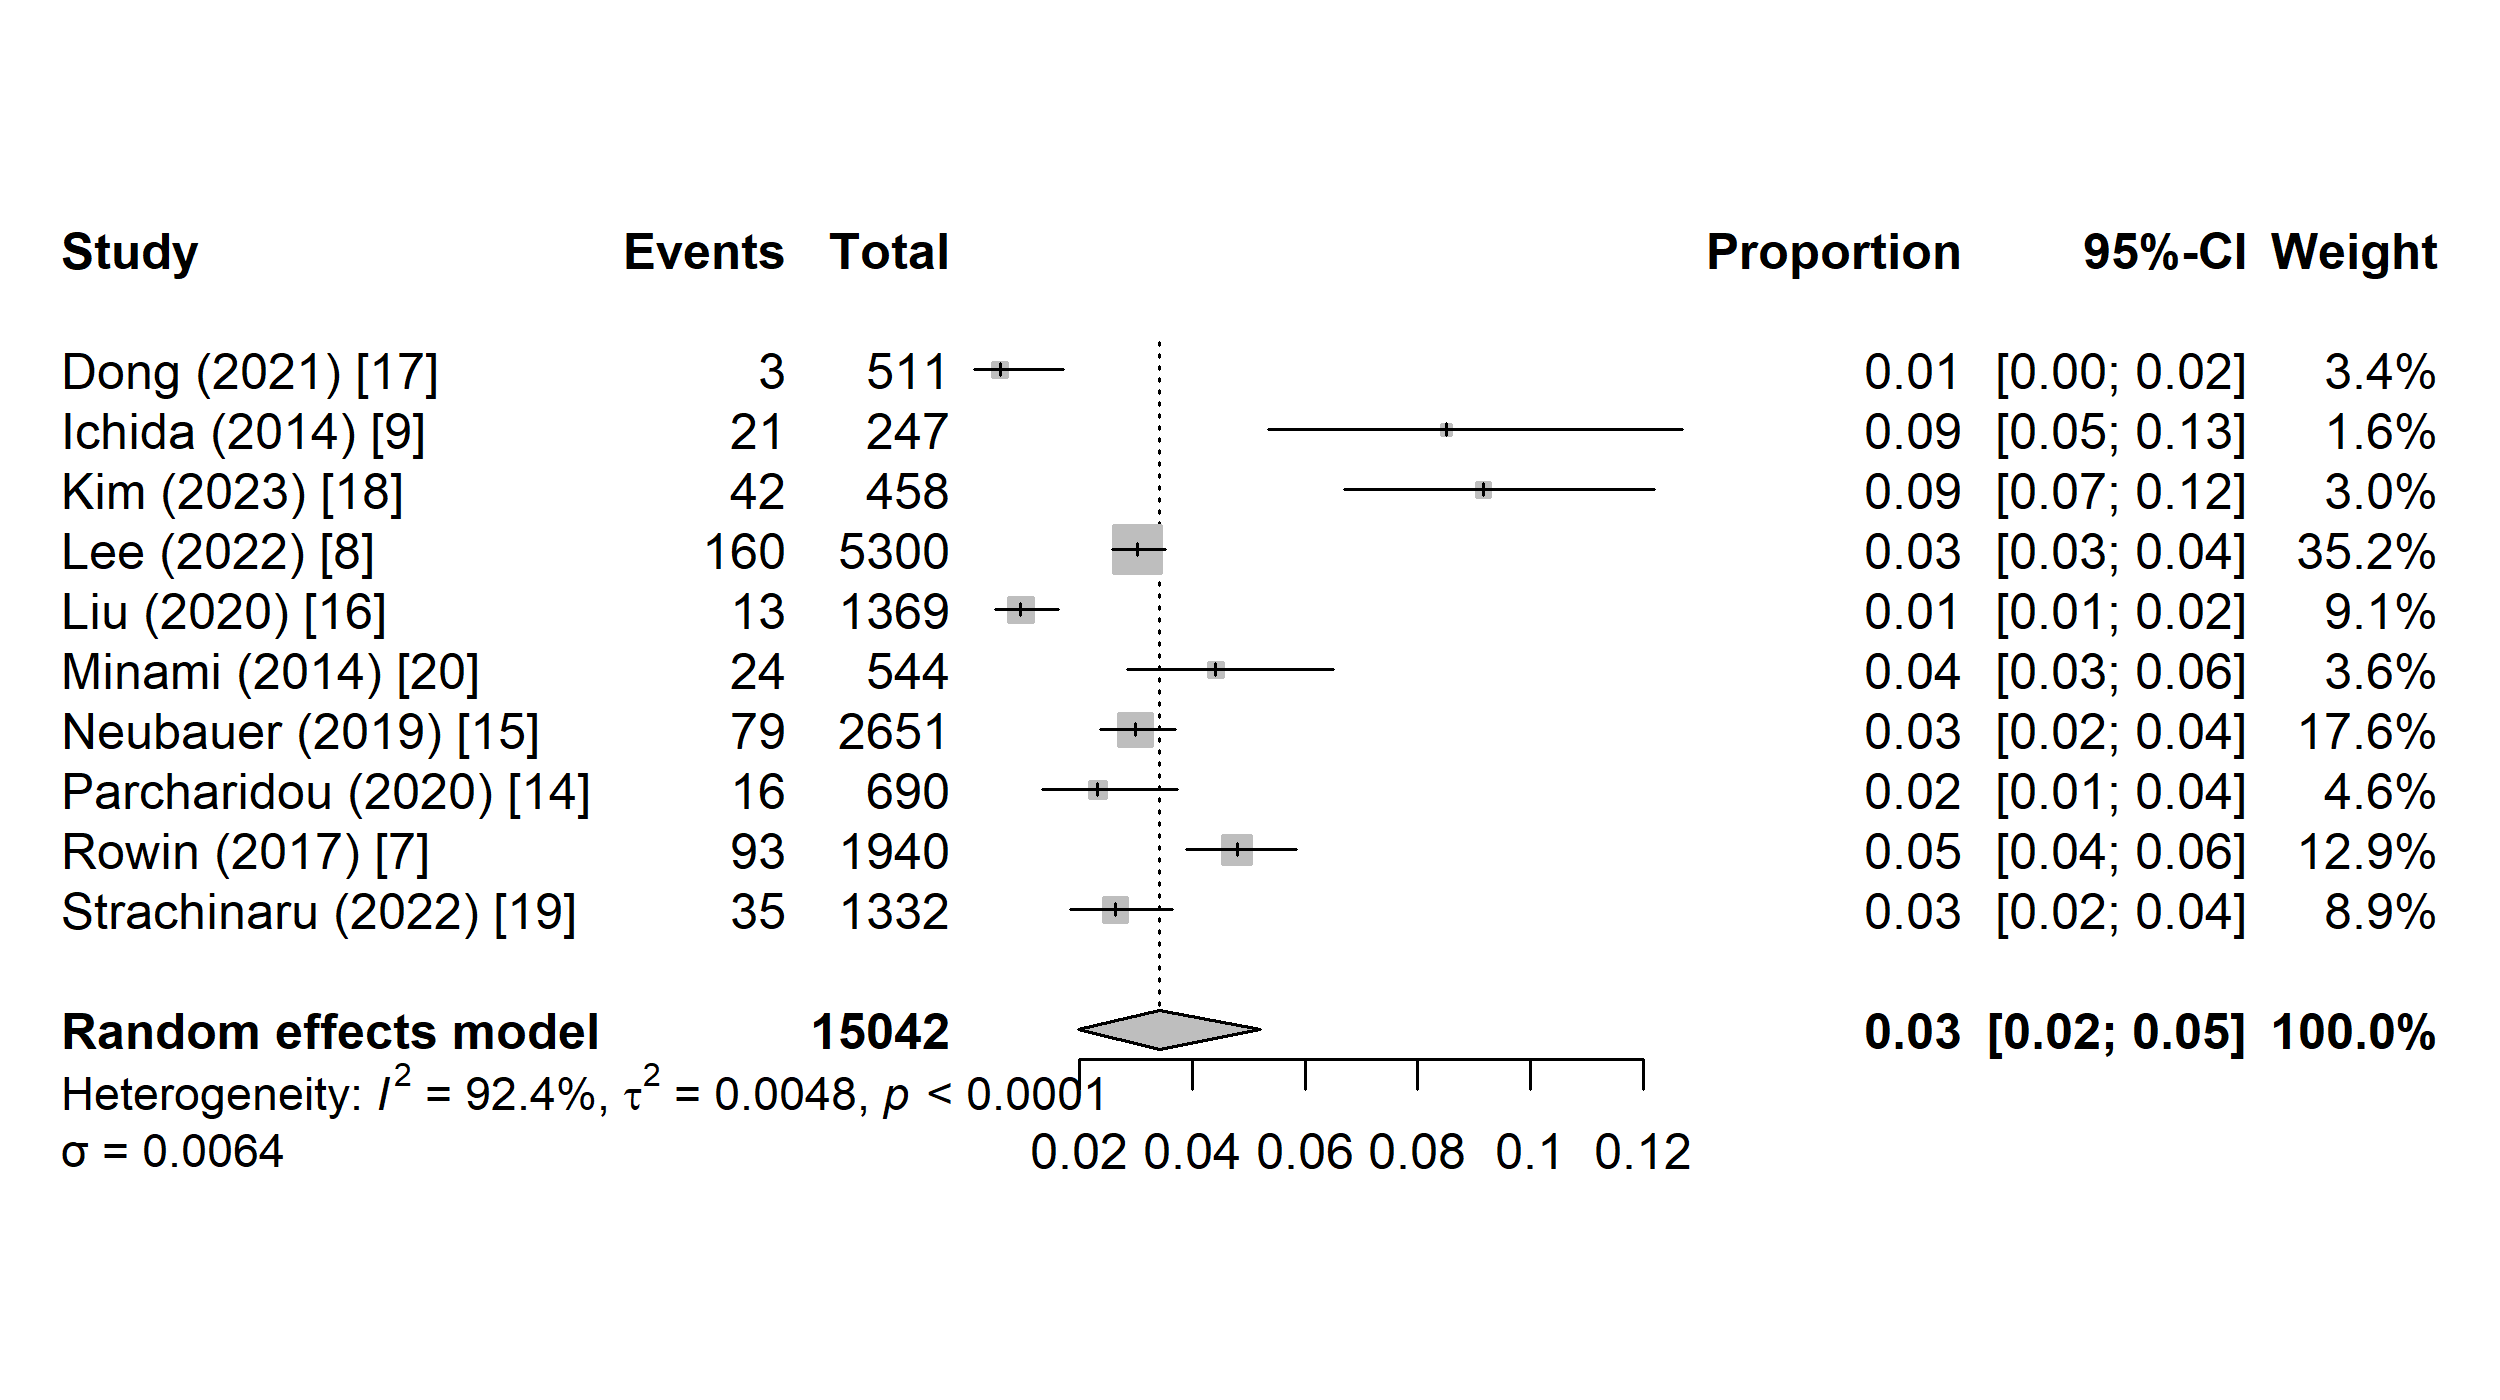 Study Events Total Proportion 95%-CI Weight
Dong (2021) [17] 3 511 0.01 [0.00; 0.02] 3.4%
Ichida (2014) [9] 21 247 0.09 [0.05; 0.13] 1.6%
Kim (2023) [18] 42 458 0.09 [0.07; 0.12] 3.0%
Lee (2022) [8] 160 5300 0.03 [0.03; 0.04] 35.2%
Liu (2020) [16] 13 1369 0.01 [0.01; 0.02] 9.1%
Minami (2014) [20] 24 544 0.04 [0.03; 0.06] 3.6%
Neubauer (2019) [15] 79 2651 0.03 [0.02; 0.04] 17.6%
Parcharidou (2020) [14] 16 690 0.02 [0.01; 0.04] 4.6%
Rowin (2017) [7] 93 1940 0.05 [0.04; 0.06] 12.9%
Strachinaru (2022) [19] 35 1332 0.03 [0.02; 0.04] 8.9%
Random effects model 15042 0.03 [0.02; 0.05] 100.0%
Heterogeneity: I² = 92.4%, τ² = 0.0048, p < 0.0001
σ = 0.0064 0.02 0.04 0.06 0.08 0.1 0.12